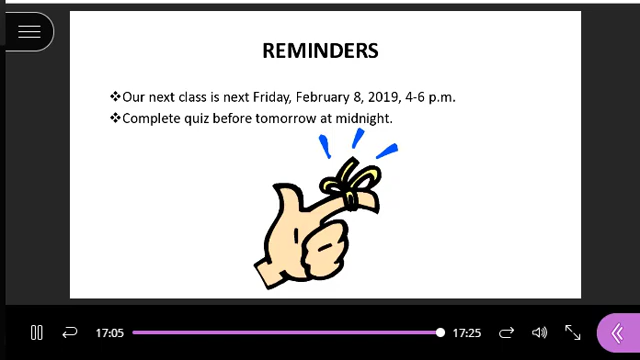 REMINDERS
❖Our next class is next Friday, February 8, 2019, 4-6 p.m.
❖Complete quiz before tomorrow at midnight.
17:05
17:25